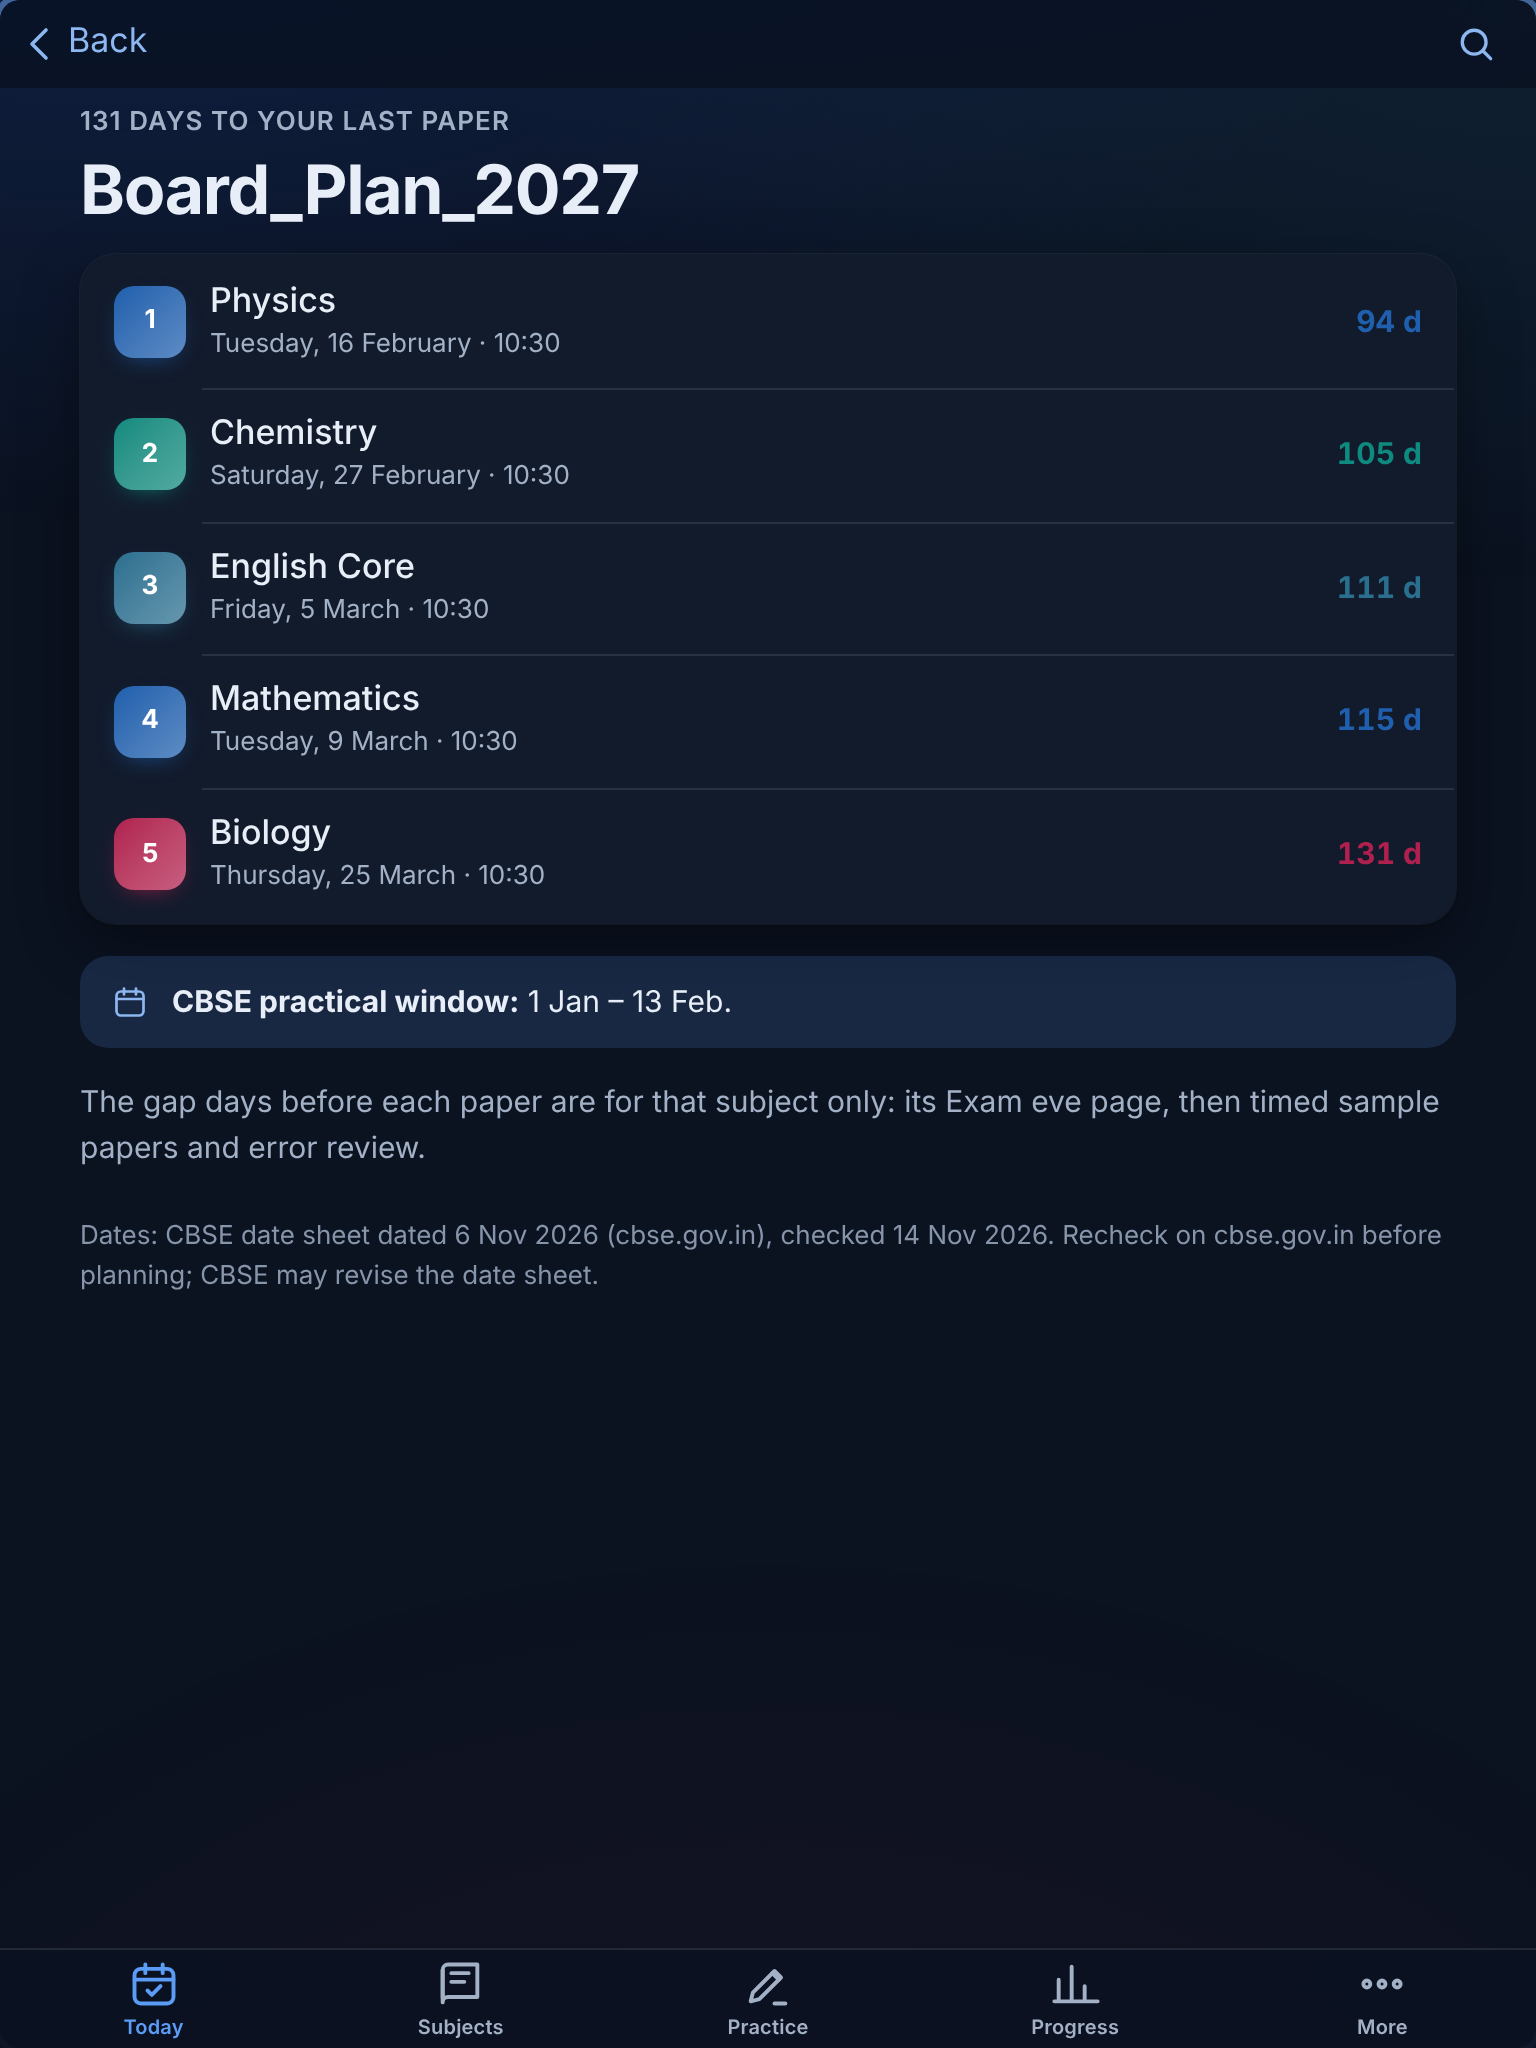 Back
131 DAYS TO YOUR LAST PAPER
Board_Plan_2027
1
Physics
Tuesday, 16 February · 10:30
94 d
2
Chemistry
Saturday, 27 February · 10:30
105 d
3
English Core
Friday, 5 March · 10:30
111 d
4
Mathematics
Tuesday, 9 March · 10:30
115 d
5
Biology
Thursday, 25 March · 10:30
131 d
CBSE practical window: 1 Jan – 13 Feb.
The gap days before each paper are for that subject only: its Exam eve page, then timed sample
papers and error review.
Dates: CBSE date sheet dated 6 Nov 2026 (cbse.gov.in), checked 14 Nov 2026. Recheck on cbse.gov.in before
planning; CBSE may revise the date sheet.
Today
Subjects
Practice
Progress
More